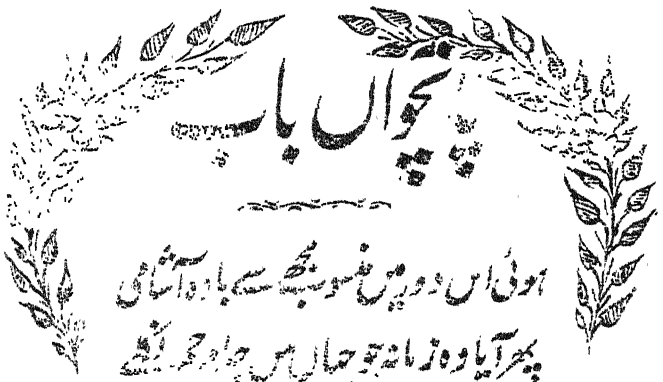 پانچواں باب
ہوئی اس دور میں منسوب مجھ سے بادہ آشامی
پھر آیا وہ زمانہ جو جہاں میں جام جم نکلے